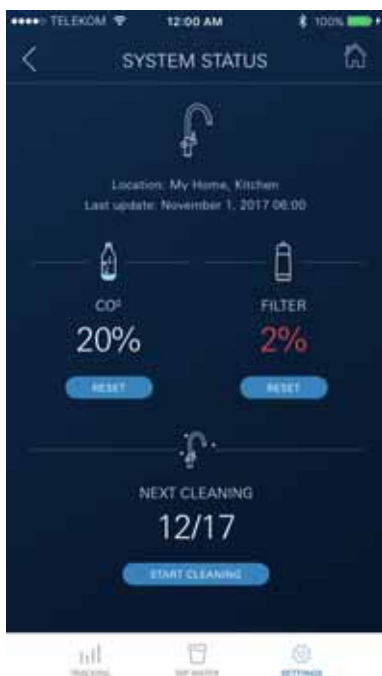 TELEKOM 12:00 AM 100%
SYSTEM STATUS
Location: My Home, Kitchen
Last update: November 1, 2017 06:00
CO² FILTER
20% 2%
RESET RESET
NEXT CLEANING
12/17
START CLEANING
TRACKING SIP WATER SETTINGS